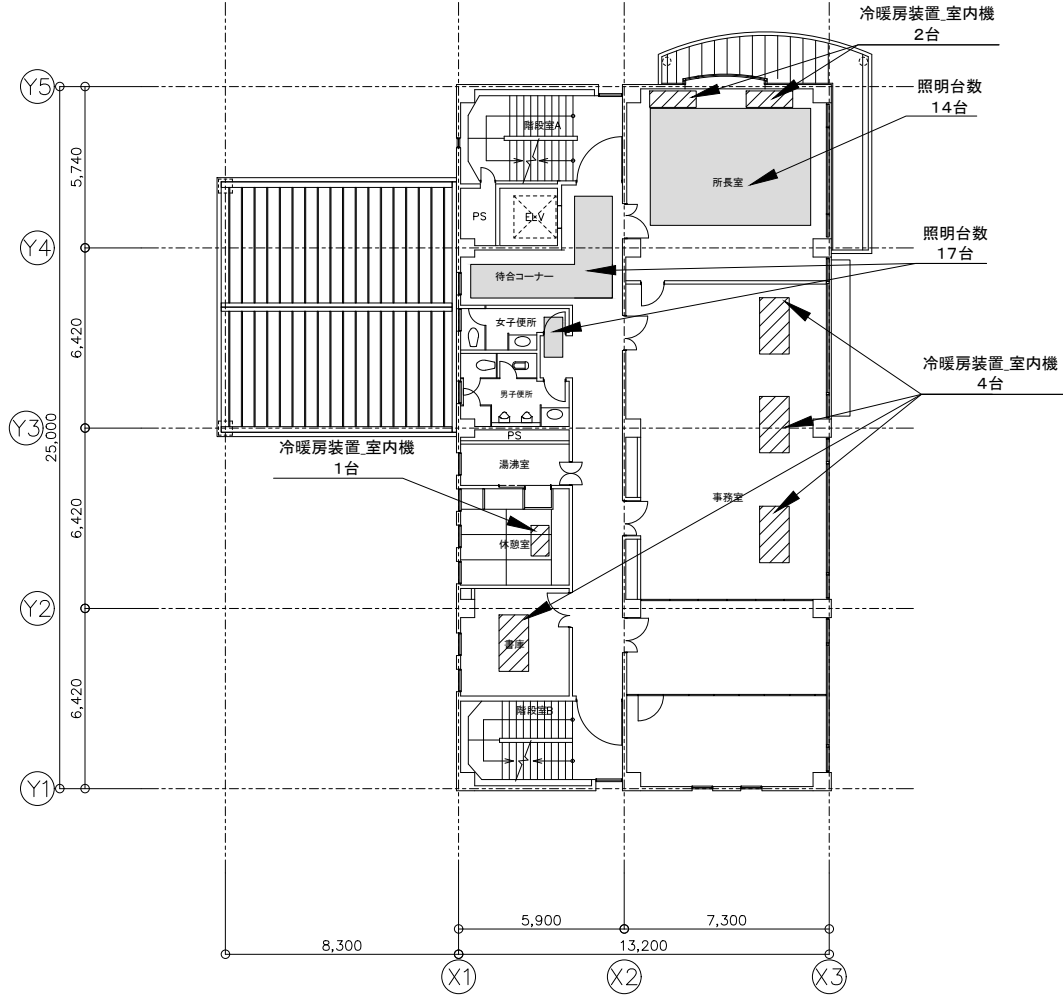 冷暖房装置_室内機
2台
照明台数
14台
Y5
階段室A
所長室
5,740
PS
ELV
Y4
照明台数
17台
待合コーナー
女子便所
6,420
冷暖房装置_室内機
4台
男子便所
Y3
25,000
PS
冷暖房装置_室内機
1台
湯沸室
事務室
6,420
休憩室
Y2
書庫
6,420
階段室B
Y1
5,900
7,300
8,300
13,200
X1
X2
X3